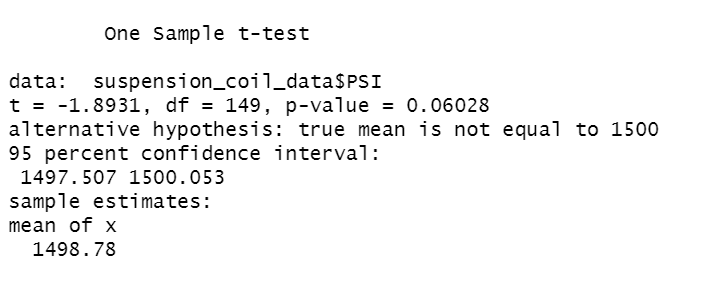 One Sample t-test
data: suspension_coil_data$PSI
t = -1.8931, df = 149, p-value = 0.06028
alternative hypothesis: true mean is not equal to 1500
95 percent confidence interval:
1497.507 1500.053
sample estimates:
mean of x
1498.78